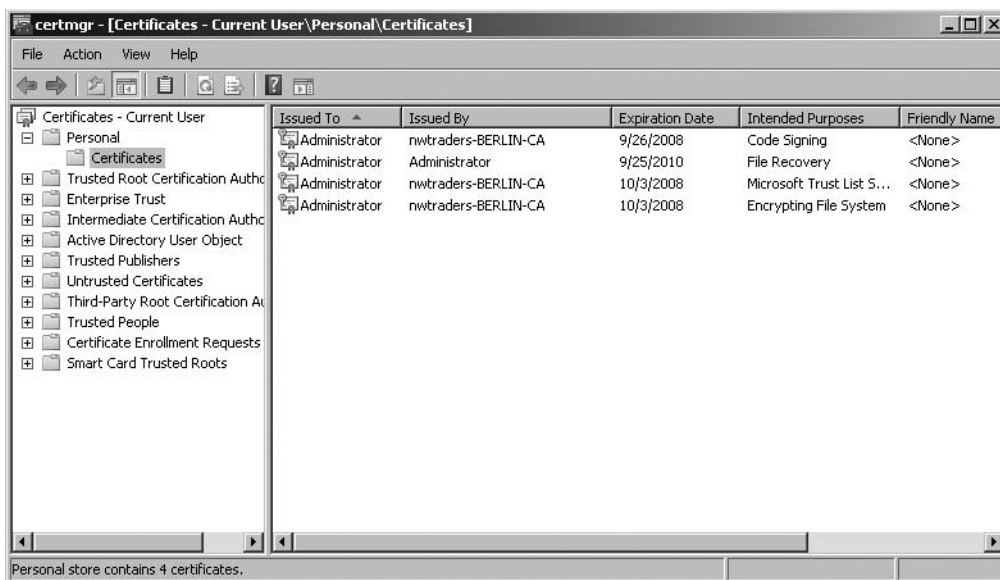 certmgr - [Certificates - Current User\Personal\Certificates]
File Action View Help
Certificates - Current User
Personal
Certificates
Trusted Root Certification Autho
Enterprise Trust
Intermediate Certification Autho
Active Directory User Object
Trusted Publishers
Untrusted Certificates
Third-Party Root Certification Au
Trusted People
Certificate Enrollment Requests
Smart Card Trusted Roots
Issued To Issued By Expiration Date Intended Purposes Friendly Name
Administrator nwtraders-BERLIN-CA 9/26/2008 Code Signing <None>
Administrator Administrator 9/25/2010 File Recovery <None>
Administrator nwtraders-BERLIN-CA 10/3/2008 Microsoft Trust List S... <None>
Administrator nwtraders-BERLIN-CA 10/3/2008 Encrypting File System <None>
Personal store contains 4 certificates.